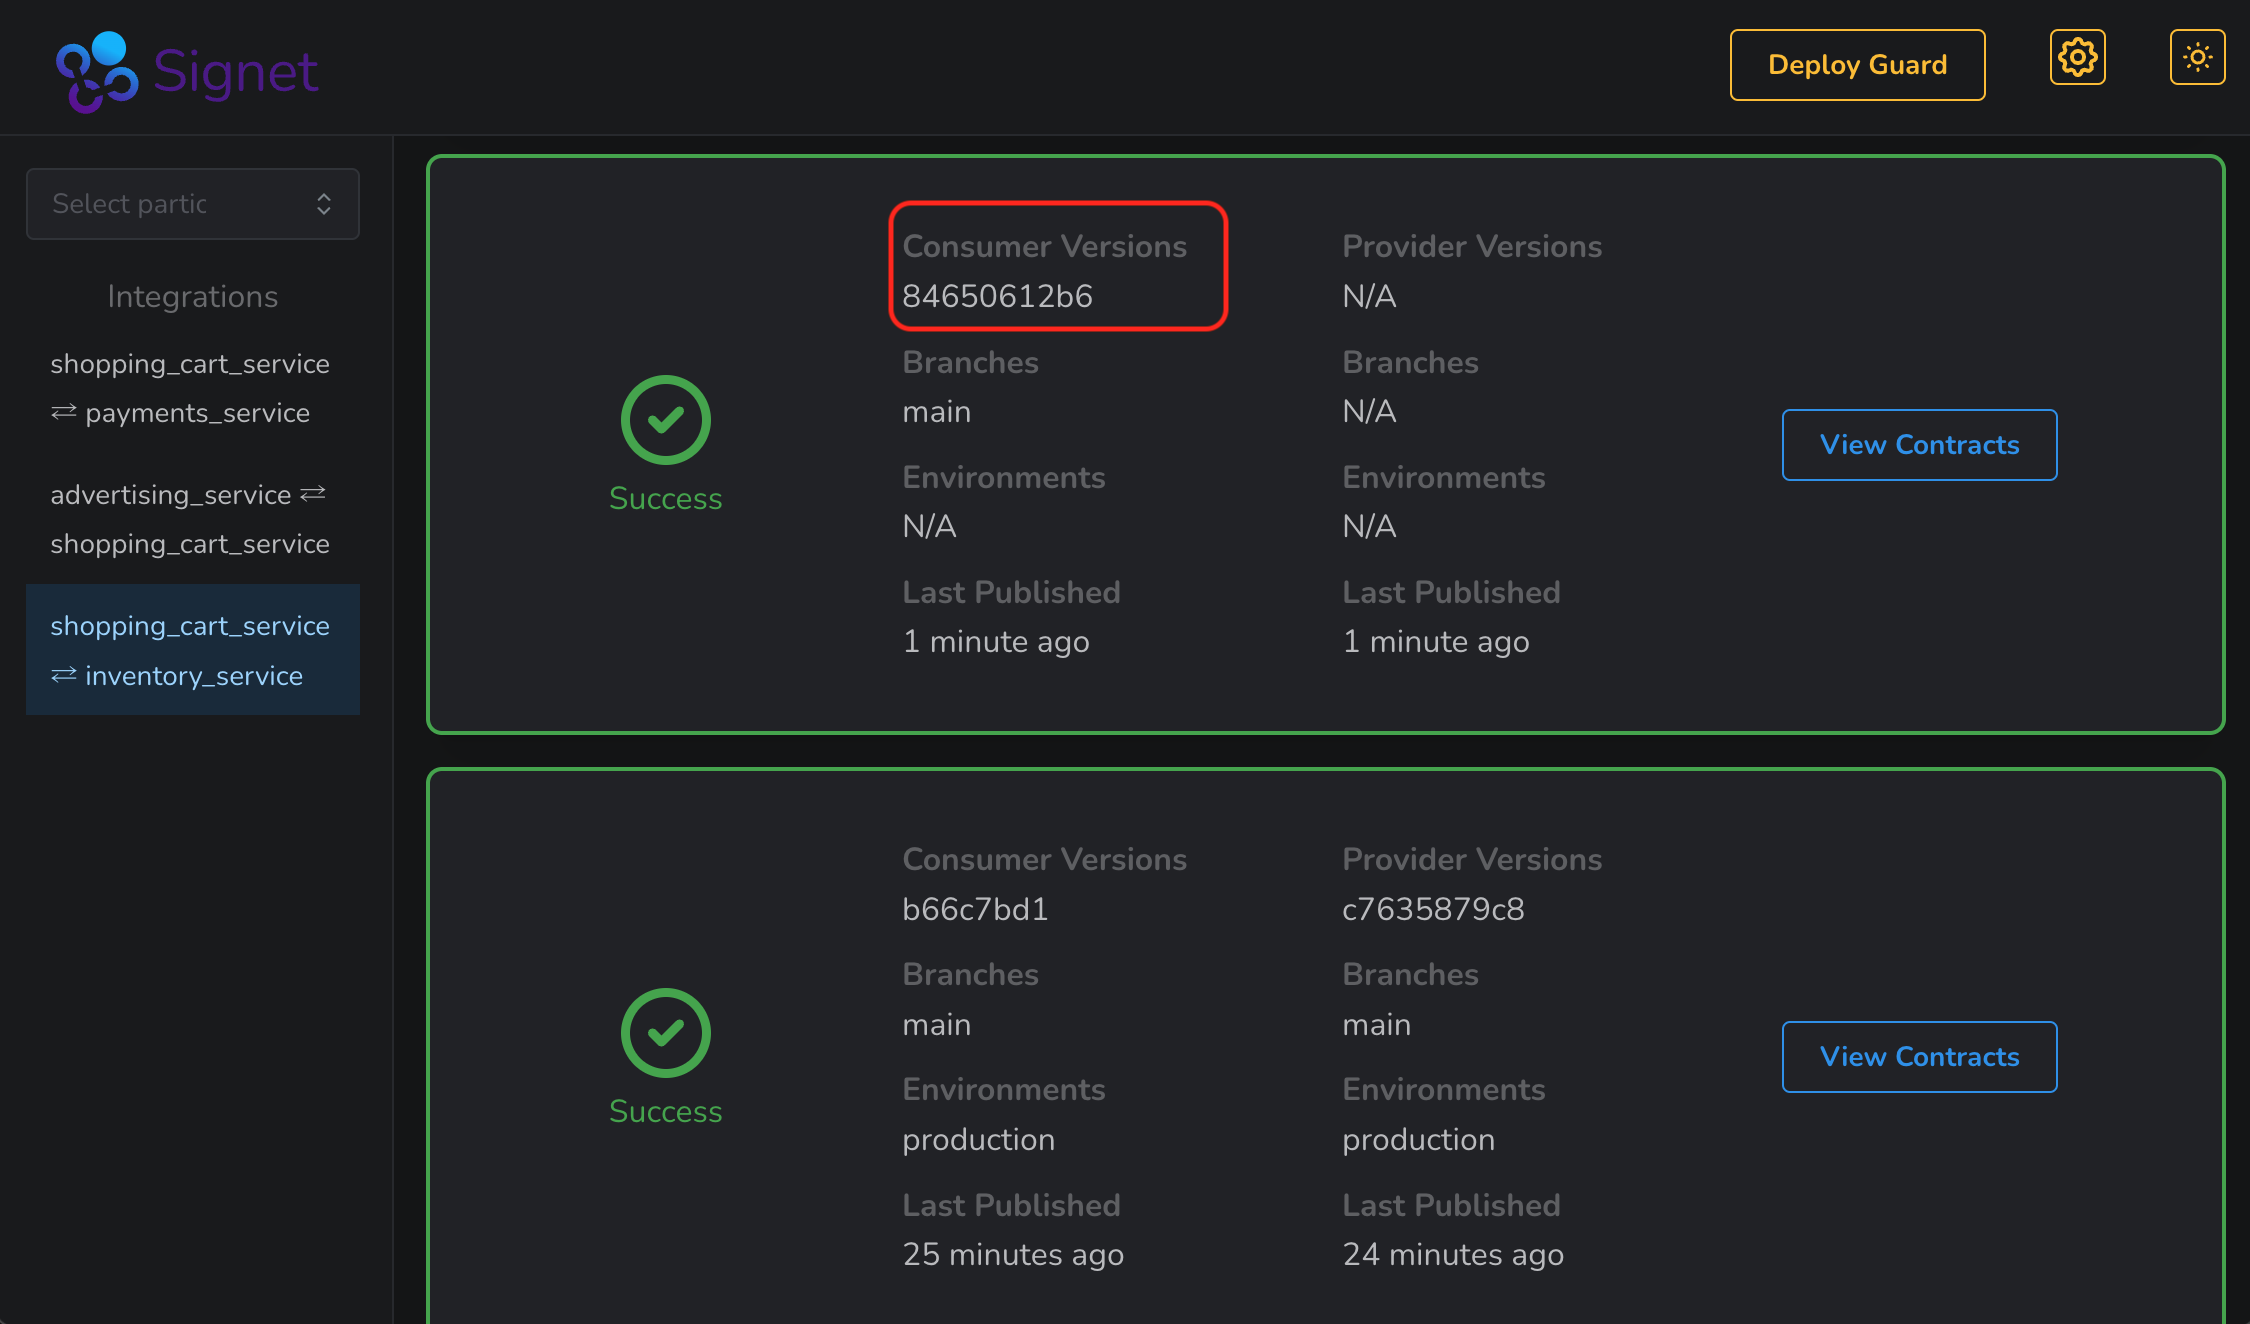 Signet
Deploy Guard
Select partic
Integrations
shopping_cart_service
⇄ payments_service
advertising_service ⇄
shopping_cart_service
shopping_cart_service
⇄ inventory_service
Success
Consumer Versions
84650612b6
Branches
main
Environments
N/A
Last Published
1 minute ago
Provider Versions
N/A
Branches
N/A
Environments
N/A
Last Published
1 minute ago
View Contracts
Success
Consumer Versions
b66c7bd1
Branches
main
Environments
production
Last Published
25 minutes ago
Provider Versions
c7635879c8
Branches
main
Environments
production
Last Published
24 minutes ago
View Contracts